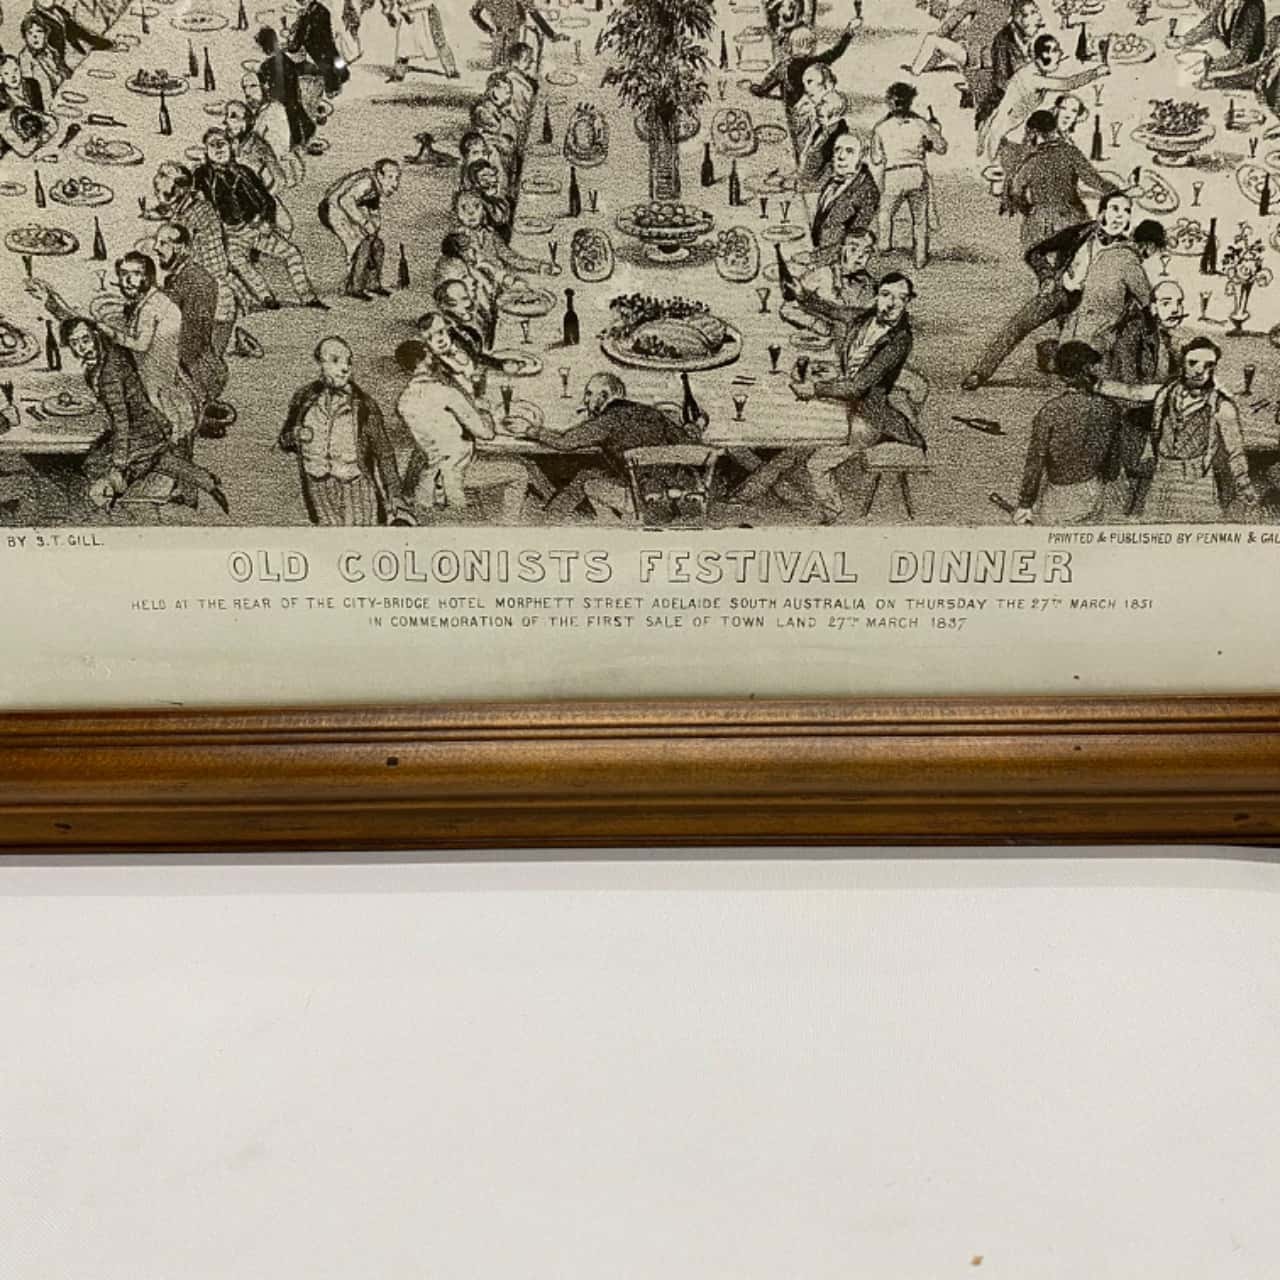 BY S.T. GILL.
PRINTED & PUBLISHED BY PENMAN & GAL
OLD COLONISTS FESTIVAL DINNER
HELD AT THE REAR OF THE CITY-BRIDGE HOTEL MORPHETT STREET ADELAIDE SOUTH AUSTRALIA ON THURSDAY THE 27TH MARCH 1851
IN COMMEMORATION OF THE FIRST SALE OF TOWN LAND 27TH MARCH 1837